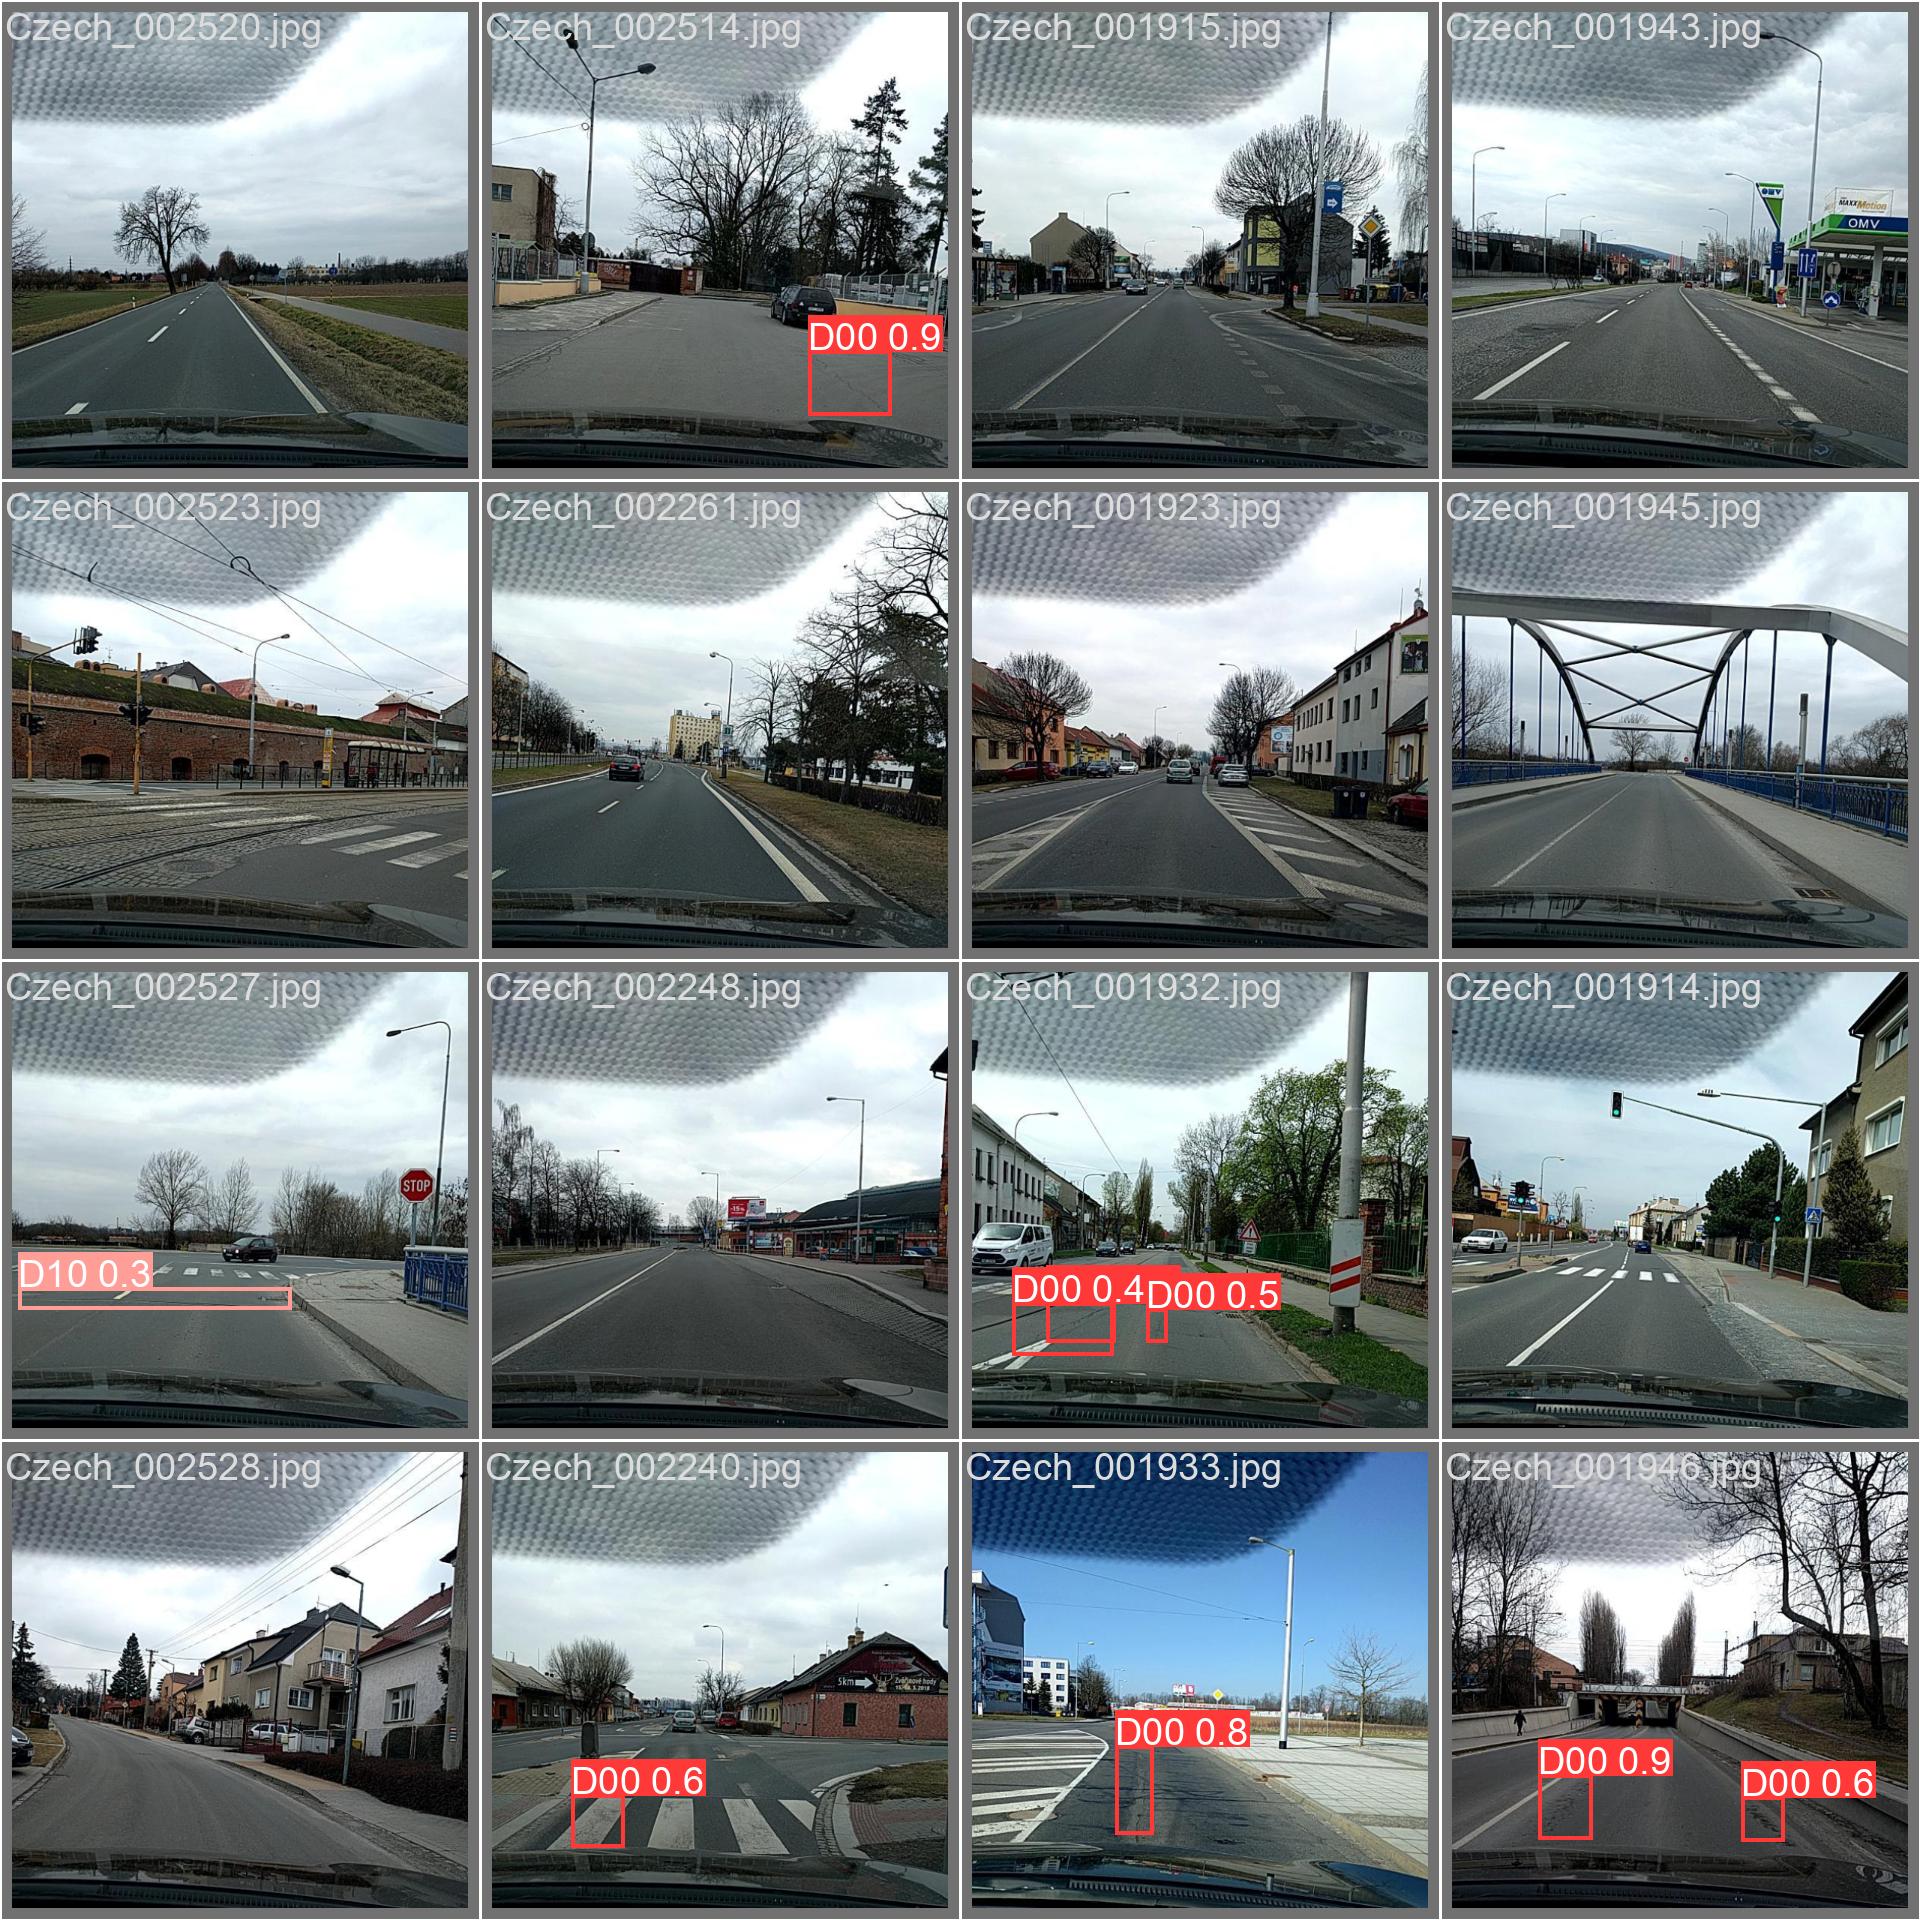 Czech_002520.jpg
Czech_002514.jpg
D00 0.9
Czech_001915.jpg
Czech_001943.jpg
OMV
MAXXMotion
OMV
Czech_002523.jpg
Czech_002261.jpg
Czech_001923.jpg
Czech_001945.jpg
Czech_002527.jpg
STOP
D10 0.3
Czech_002248.jpg
-15%
Czech_001932.jpg
D00 0.4
D00 0.5
Czech_001914.jpg
Czech_002528.jpg
Czech_002240.jpg
5km
D00 0.6
Czech_001933.jpg
D00 0.8
Czech_001946.jpg
D00 0.9
D00 0.6